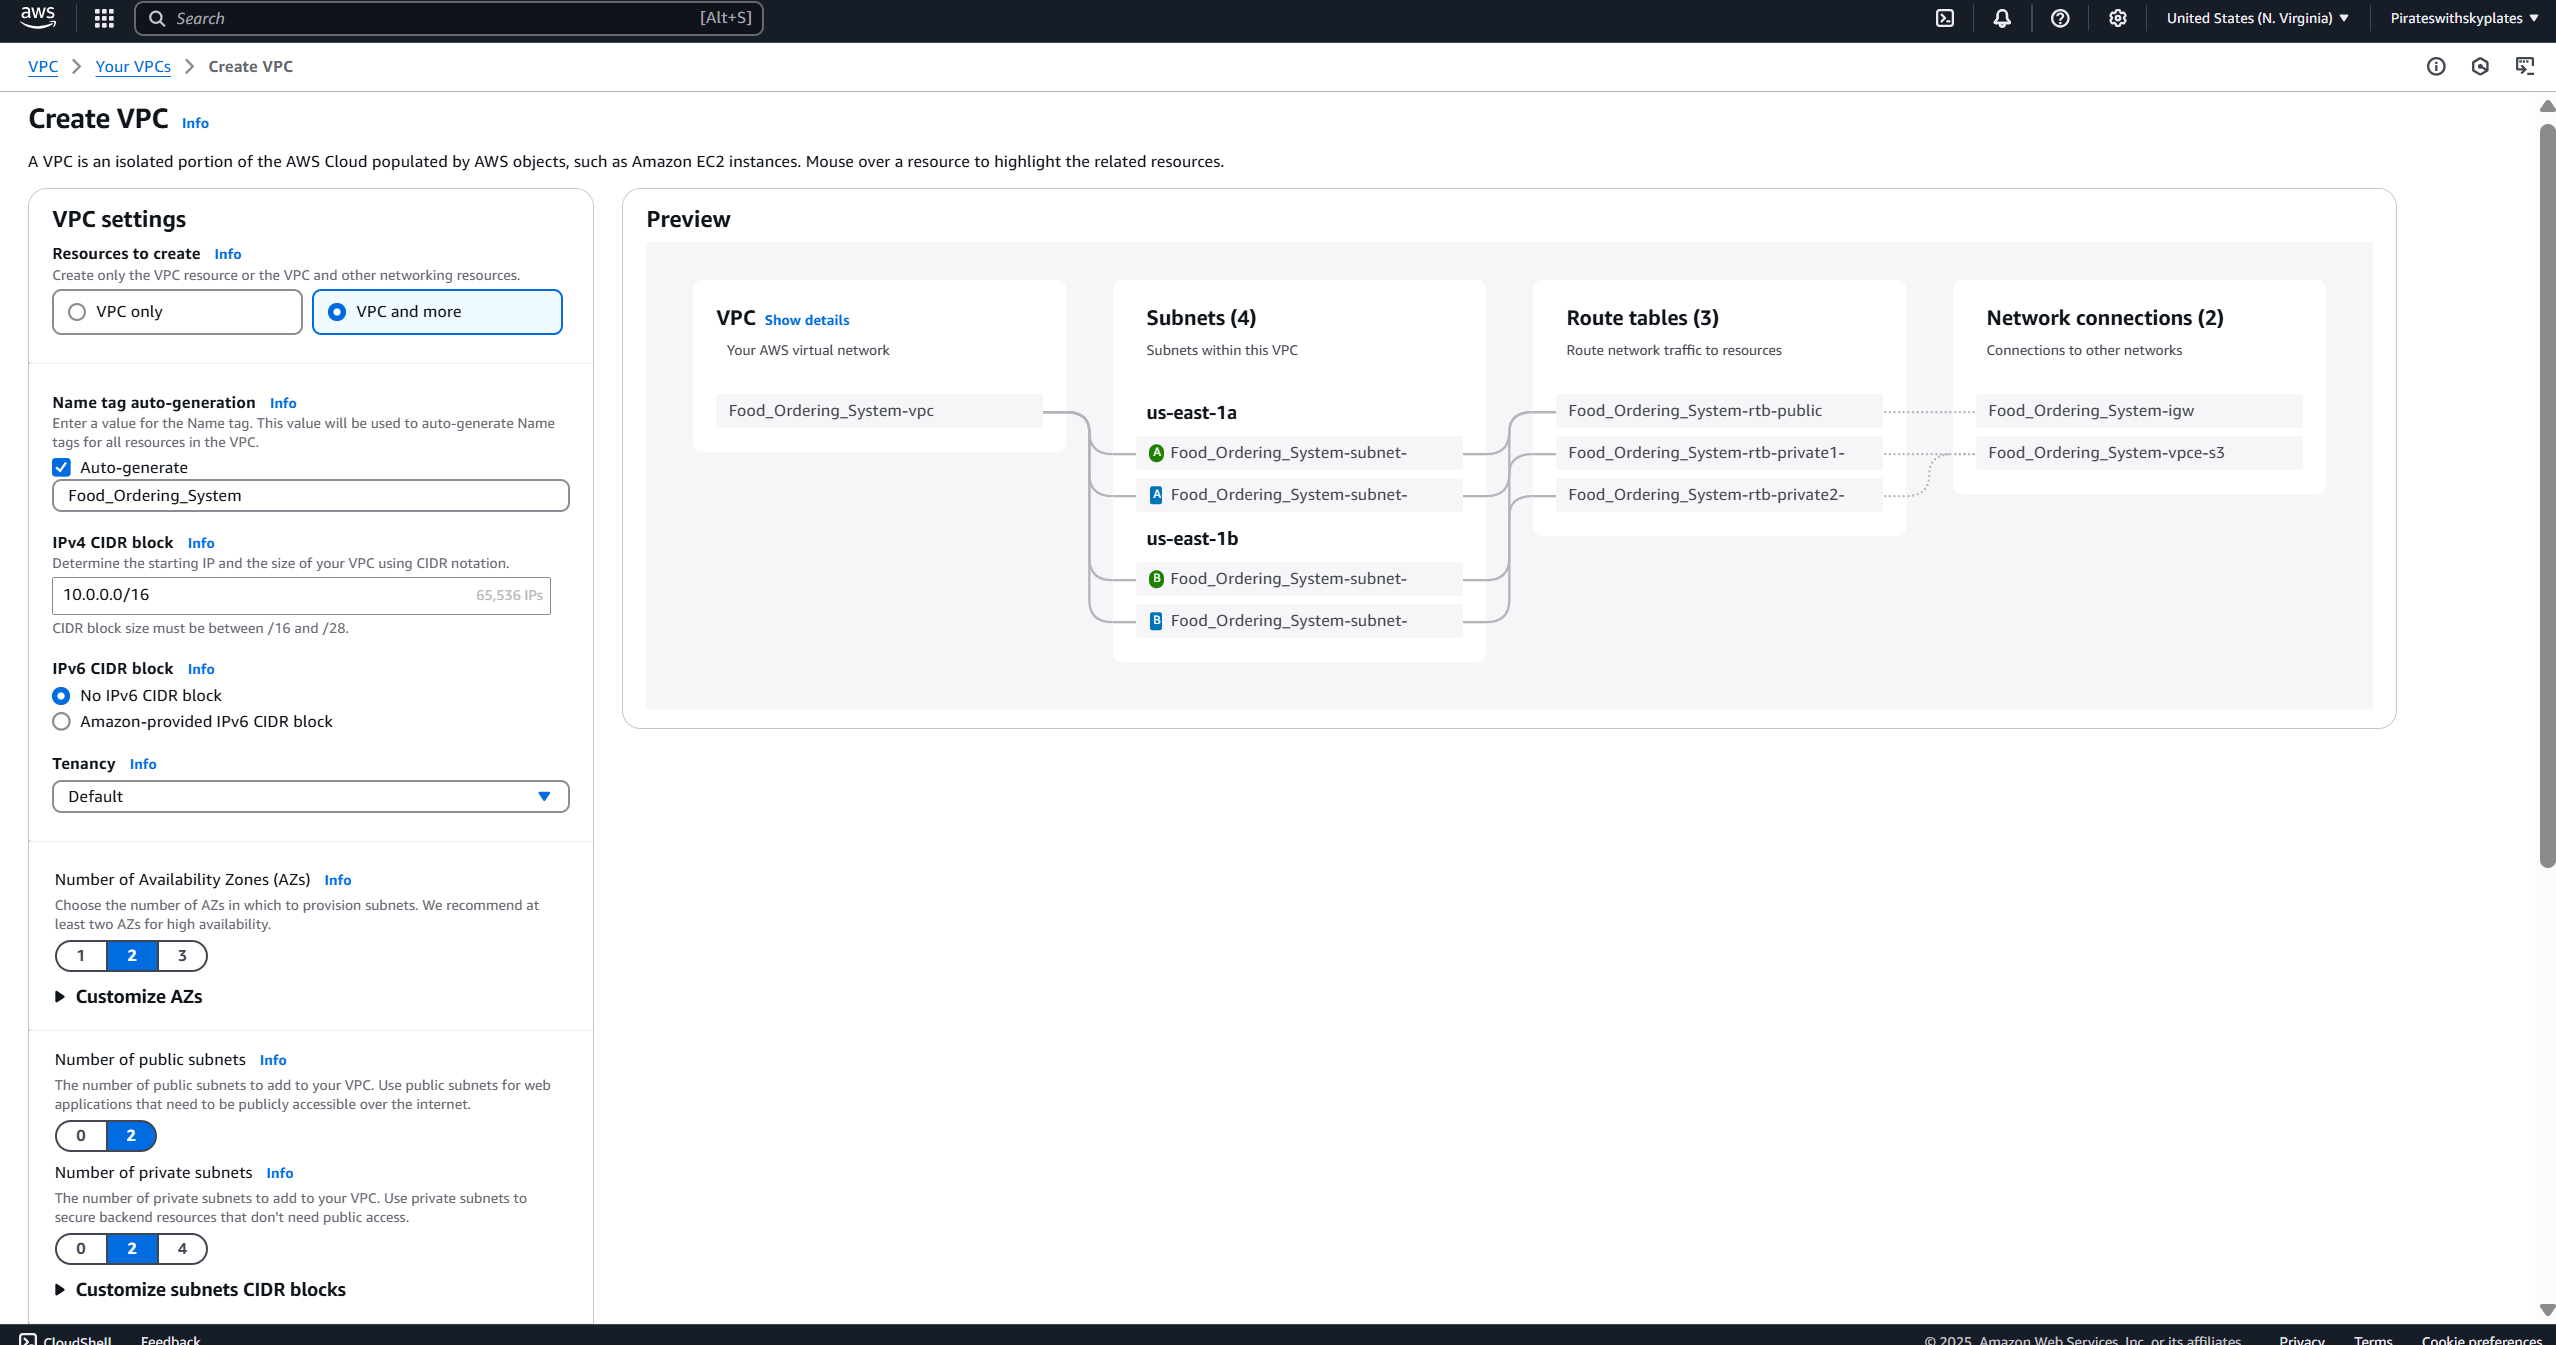 aws
Search
[Alt+S]
United States (N. Virginia)
Pirateswithskyplates
VPC
Your VPCs
Create VPC
Create VPC Info
A VPC is an isolated portion of the AWS Cloud populated by AWS objects, such as Amazon EC2 instances. Mouse over a resource to highlight the related resources.
VPC settings
Resources to create Info
Create only the VPC resource or the VPC and other networking resources.
VPC only
VPC and more
Name tag auto-generation Info
Enter a value for the Name tag. This value will be used to auto-generate Name
tags for all resources in the VPC.
Auto-generate
Food_Ordering_System
IPv4 CIDR block Info
Determine the starting IP and the size of your VPC using CIDR notation.
10.0.0.0/16 65,536 IPs
CIDR block size must be between /16 and /28.
IPv6 CIDR block Info
No IPv6 CIDR block
Amazon-provided IPv6 CIDR block
Tenancy Info
Default
Number of Availability Zones (AZs) Info
Choose the number of AZs in which to provision subnets. We recommend at
least two AZs for high availability.
1 2 3
Customize AZs
Number of public subnets Info
The number of public subnets to add to your VPC. Use public subnets for web
applications that need to be publicly accessible over the internet.
0 2
Number of private subnets Info
The number of private subnets to add to your VPC. Use private subnets to
secure backend resources that don't need public access.
0 2 4
Customize subnets CIDR blocks
Preview
VPC Show details
Your AWS virtual network
Food_Ordering_System-vpc
Subnets (4)
Subnets within this VPC
us-east-1a
A Food_Ordering_System-subnet-
A Food_Ordering_System-subnet-
us-east-1b
B Food_Ordering_System-subnet-
B Food_Ordering_System-subnet-
Route tables (3)
Route network traffic to resources
Food_Ordering_System-rtb-public
Food_Ordering_System-rtb-private1-
Food_Ordering_System-rtb-private2-
Network connections (2)
Connections to other networks
Food_Ordering_System-igw
Food_Ordering_System-vpce-s3
CloudShell
Feedback
© 2025, Amazon Web Services, Inc. or its affiliates.
Privacy
Terms
Cookie preferences